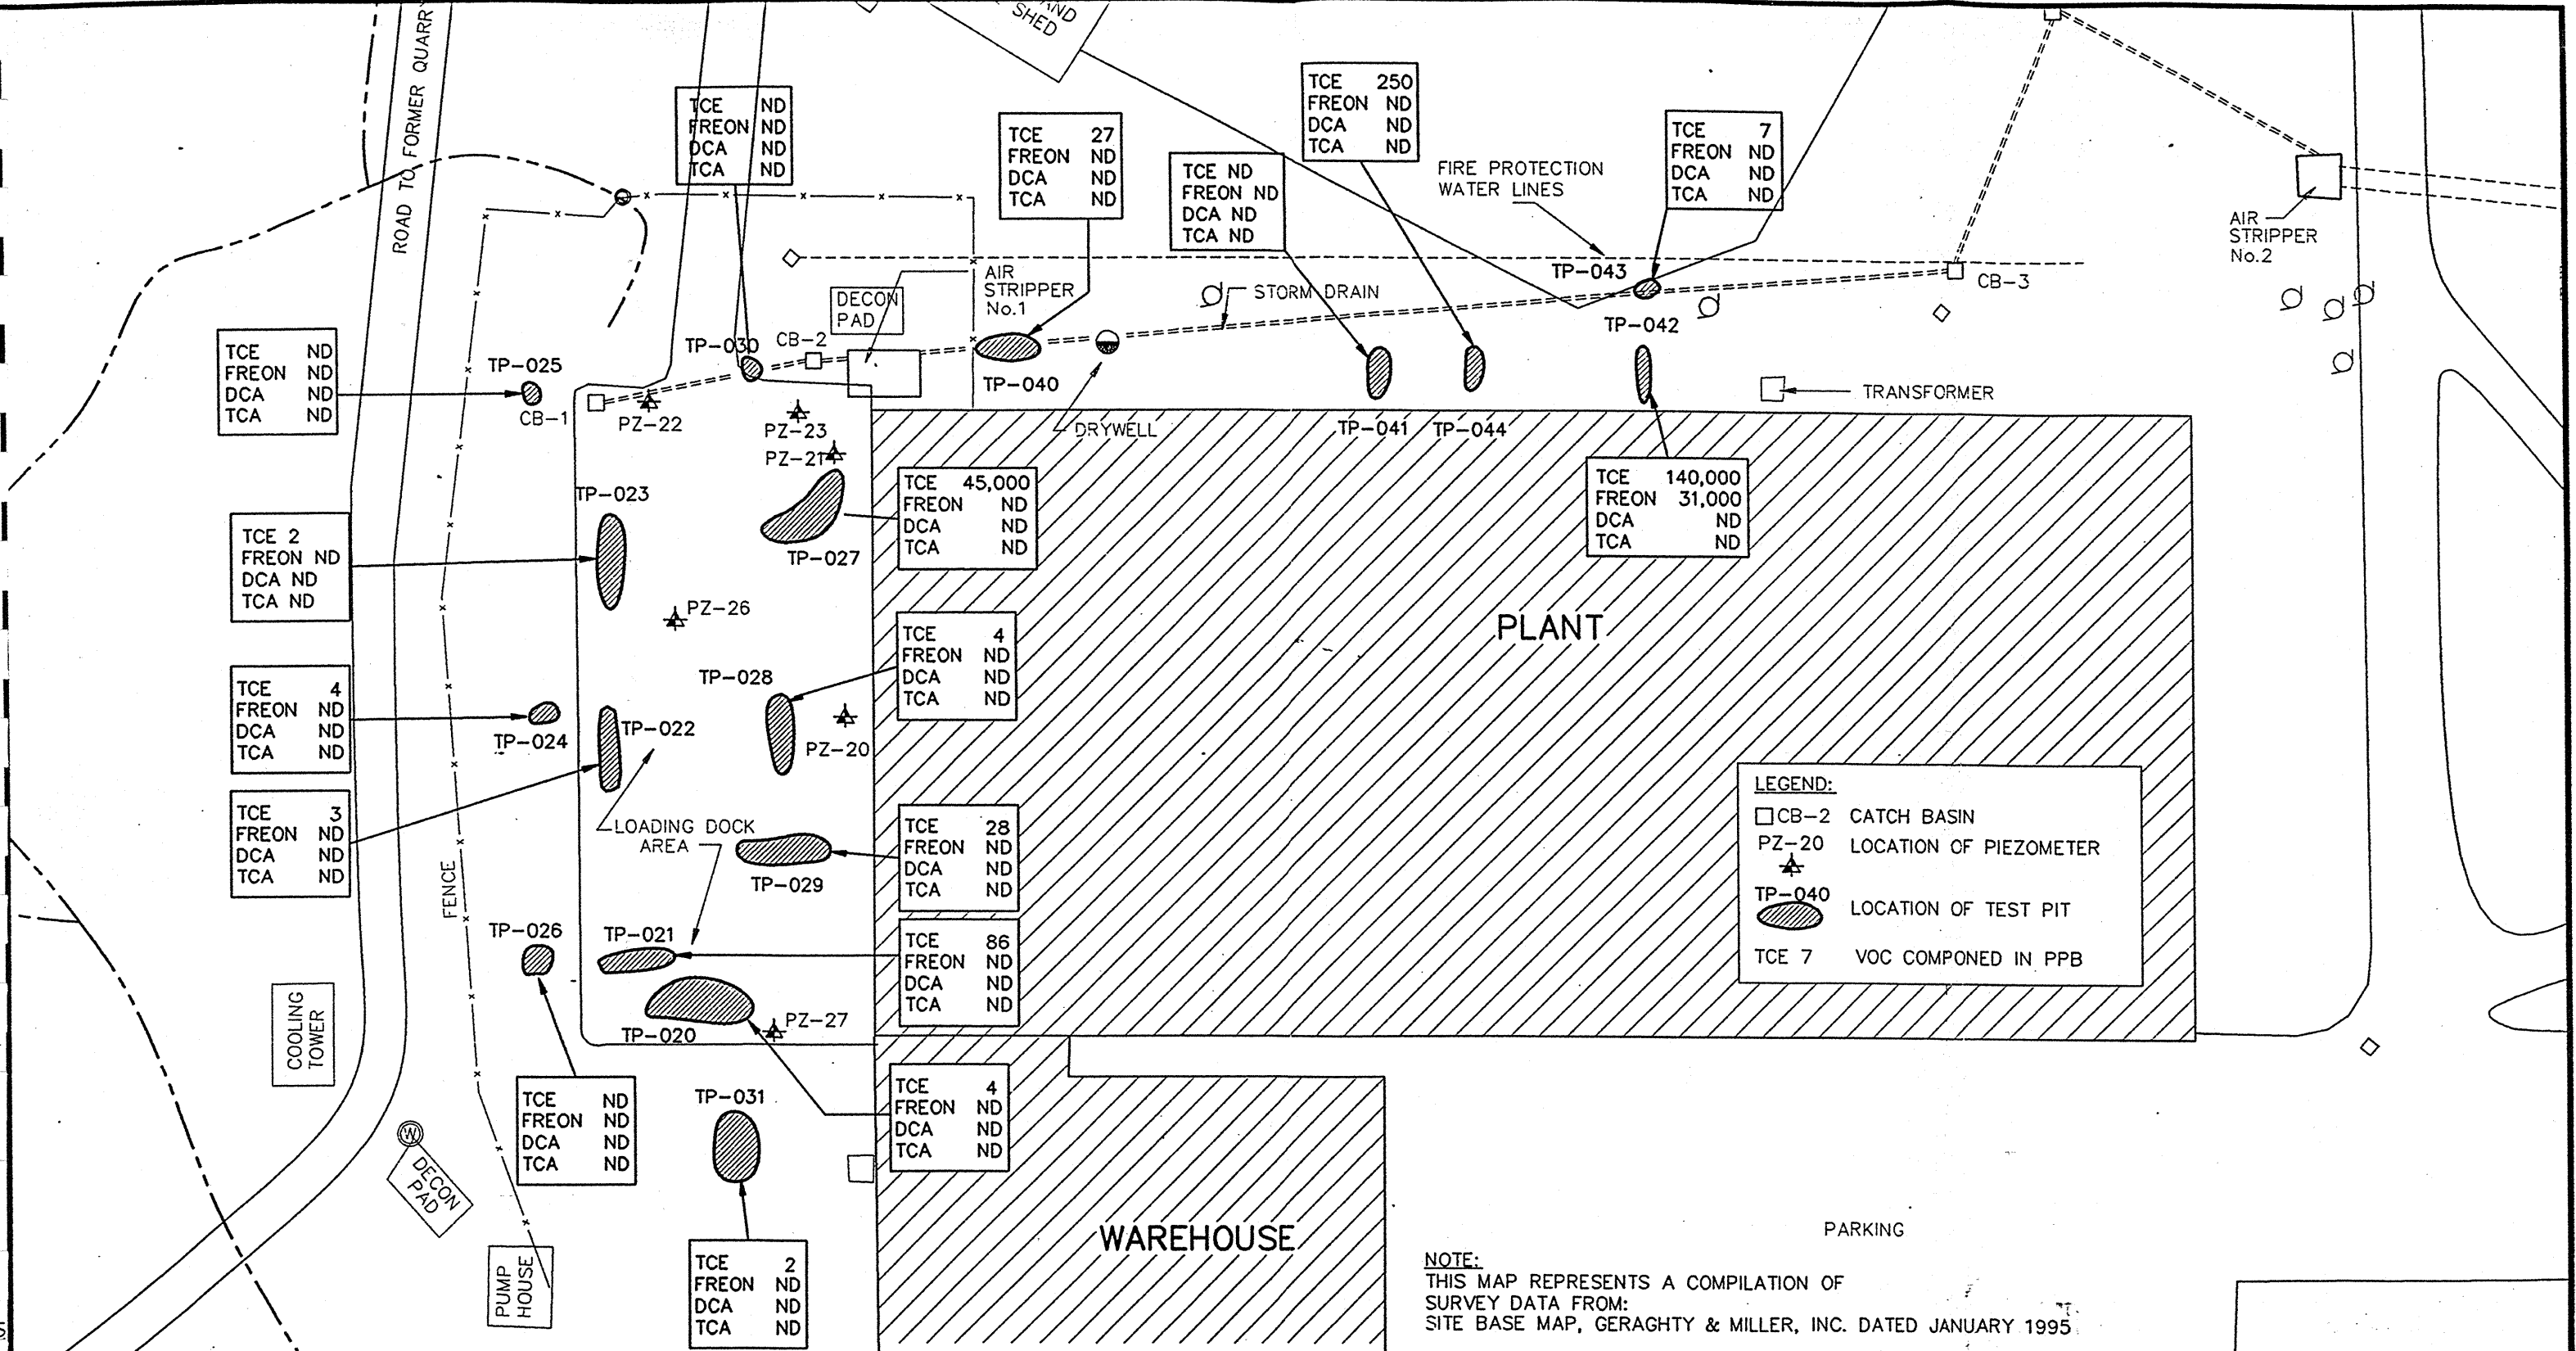 AND
SHED
ROAD TO FORMER QUARRY
TCE ND
FREON ND
DCA ND
TCA ND
TCE 27
FREON ND
DCA ND
TCA ND
TCE 250
FREON ND
DCA ND
TCA ND
TCE ND
FREON ND
DCA ND
TCA ND
FIRE PROTECTION
WATER LINES
TCE 7
FREON ND
DCA ND
TCA ND
AIR
STRIPPER
No.2
TP-043
CB-3
AIR
STRIPPER
No.1
DECON
PAD
STORM DRAIN
TP-042
TCE ND
FREON ND
DCA ND
TCA ND
TP-025
TP-030
CB-2
TP-040
TRANSFORMER
CB-1
PZ-22
PZ-23
DRYWELL
TP-041
TP-044
PZ-21
TCE 45,000
FREON ND
DCA ND
TCA ND
TCE 140,000
FREON 31,000
DCA ND
TCA ND
TP-023
TP-027
TCE 2
FREON ND
DCA ND
TCA ND
PZ-26
PLANT
TCE 4
FREON ND
DCA ND
TCA ND
TP-028
TCE 4
FREON ND
DCA ND
TCA ND
TP-024
TP-022
PZ-20
TCE 3
FREON ND
DCA ND
TCA ND
LOADING DOCK
AREA
TCE 28
FREON ND
DCA ND
TCA ND
TP-029
FENCE
LEGEND:
CB-2 CATCH BASIN
PZ-20 LOCATION OF PIEZOMETER
TP-040
LOCATION OF TEST PIT
TCE 7 VOC COMPONED IN PPB
TP-026
TP-021
TCE 86
FREON ND
DCA ND
TCA ND
COOLING
TOWER
TP-020
PZ-27
TCE 4
FREON ND
DCA ND
TCA ND
TCE ND
FREON ND
DCA ND
TCA ND
TP-031
W
DECON
PAD
PUMP
HOUSE
TCE 2
FREON ND
DCA ND
TCA ND
WAREHOUSE
PARKING
NOTE:
THIS MAP REPRESENTS A COMPILATION OF
SURVEY DATA FROM:
SITE BASE MAP, GERAGHTY & MILLER, INC. DATED JANUARY 1995